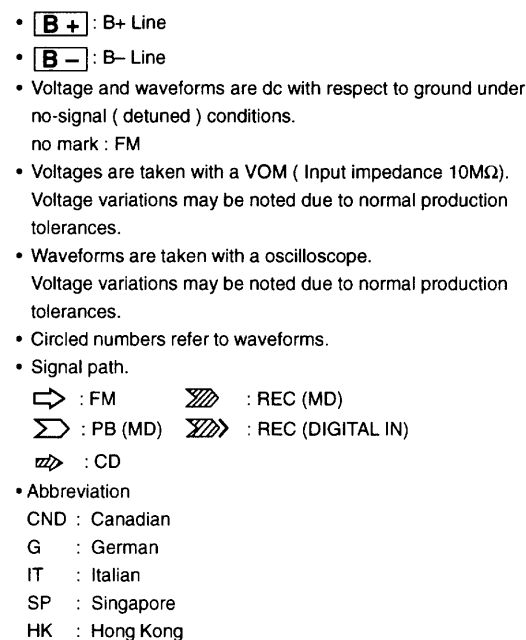 • B + : B+ Line
• B – : B– Line
• Voltage and waveforms are dc with respect to ground under
no-signal ( detuned ) conditions.
no mark : FM
• Voltages are taken with a VOM ( Input impedance 10MΩ).
Voltage variations may be noted due to normal production
tolerances.
• Waveforms are taken with a oscilloscope.
Voltage variations may be noted due to normal production
tolerances.
• Circled numbers refer to waveforms.
• Signal path.
: FM : REC (MD)
: PB (MD) : REC (DIGITAL IN)
: CD
• Abbreviation
CND : Canadian
G : German
IT : Italian
SP : Singapore
HK : Hong Kong